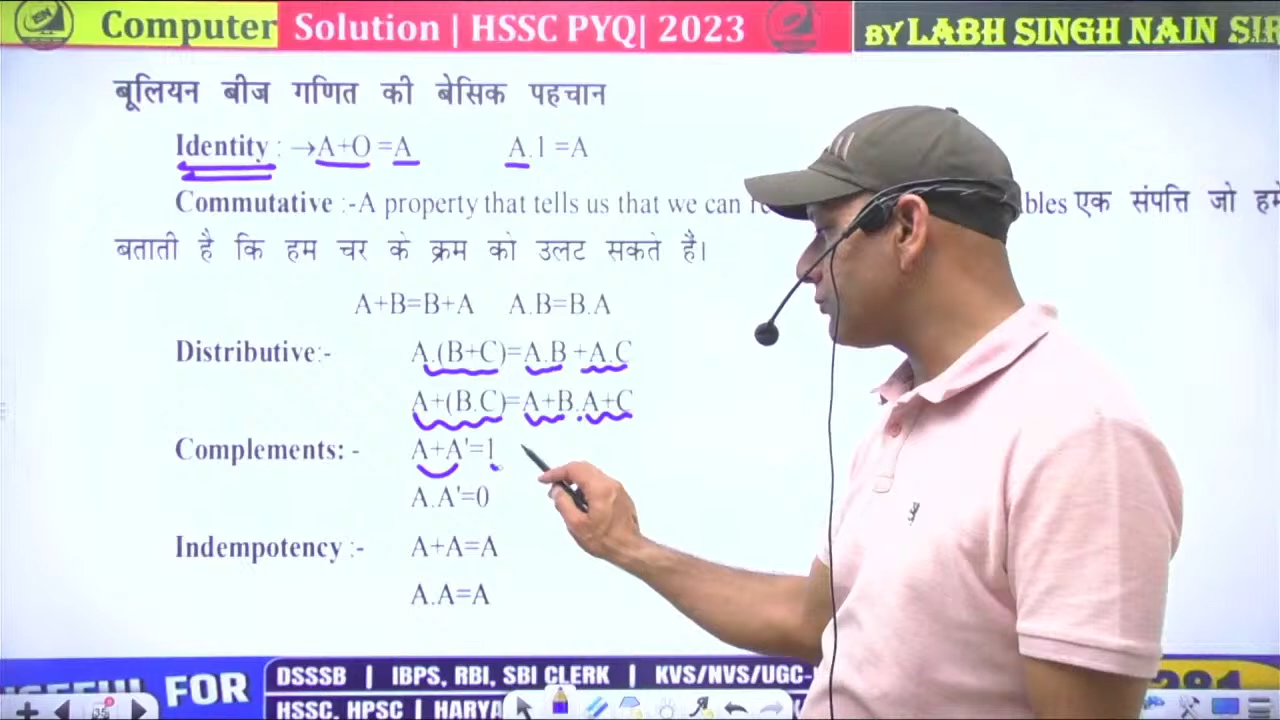 Computer Solution | HSSC PYQ| 2023 BY LABH SINGH NAIN SIR
बूलियन बीज गणित की बेसिक पहचान
Identity : →A+O =A A.1 =A
Commutative :-A property that tells us that we can एक संपत्ति जो हमे
बताती है कि हम चर के क्रम को उलट सकते हैं।
A+B=B+A A.B=B.A
Distributive:- A.(B+C)=A.B +A.C
A+(B.C)=A+B.A+C
Complements: - A+A'=1
A.A'=0
Indempotency :- A+A=A
A.A=A
FOR DSSSB | IBPS, RBI, SBI CLERK | KVS/NVS/UGC-
HSSC, HPSC | HARYA